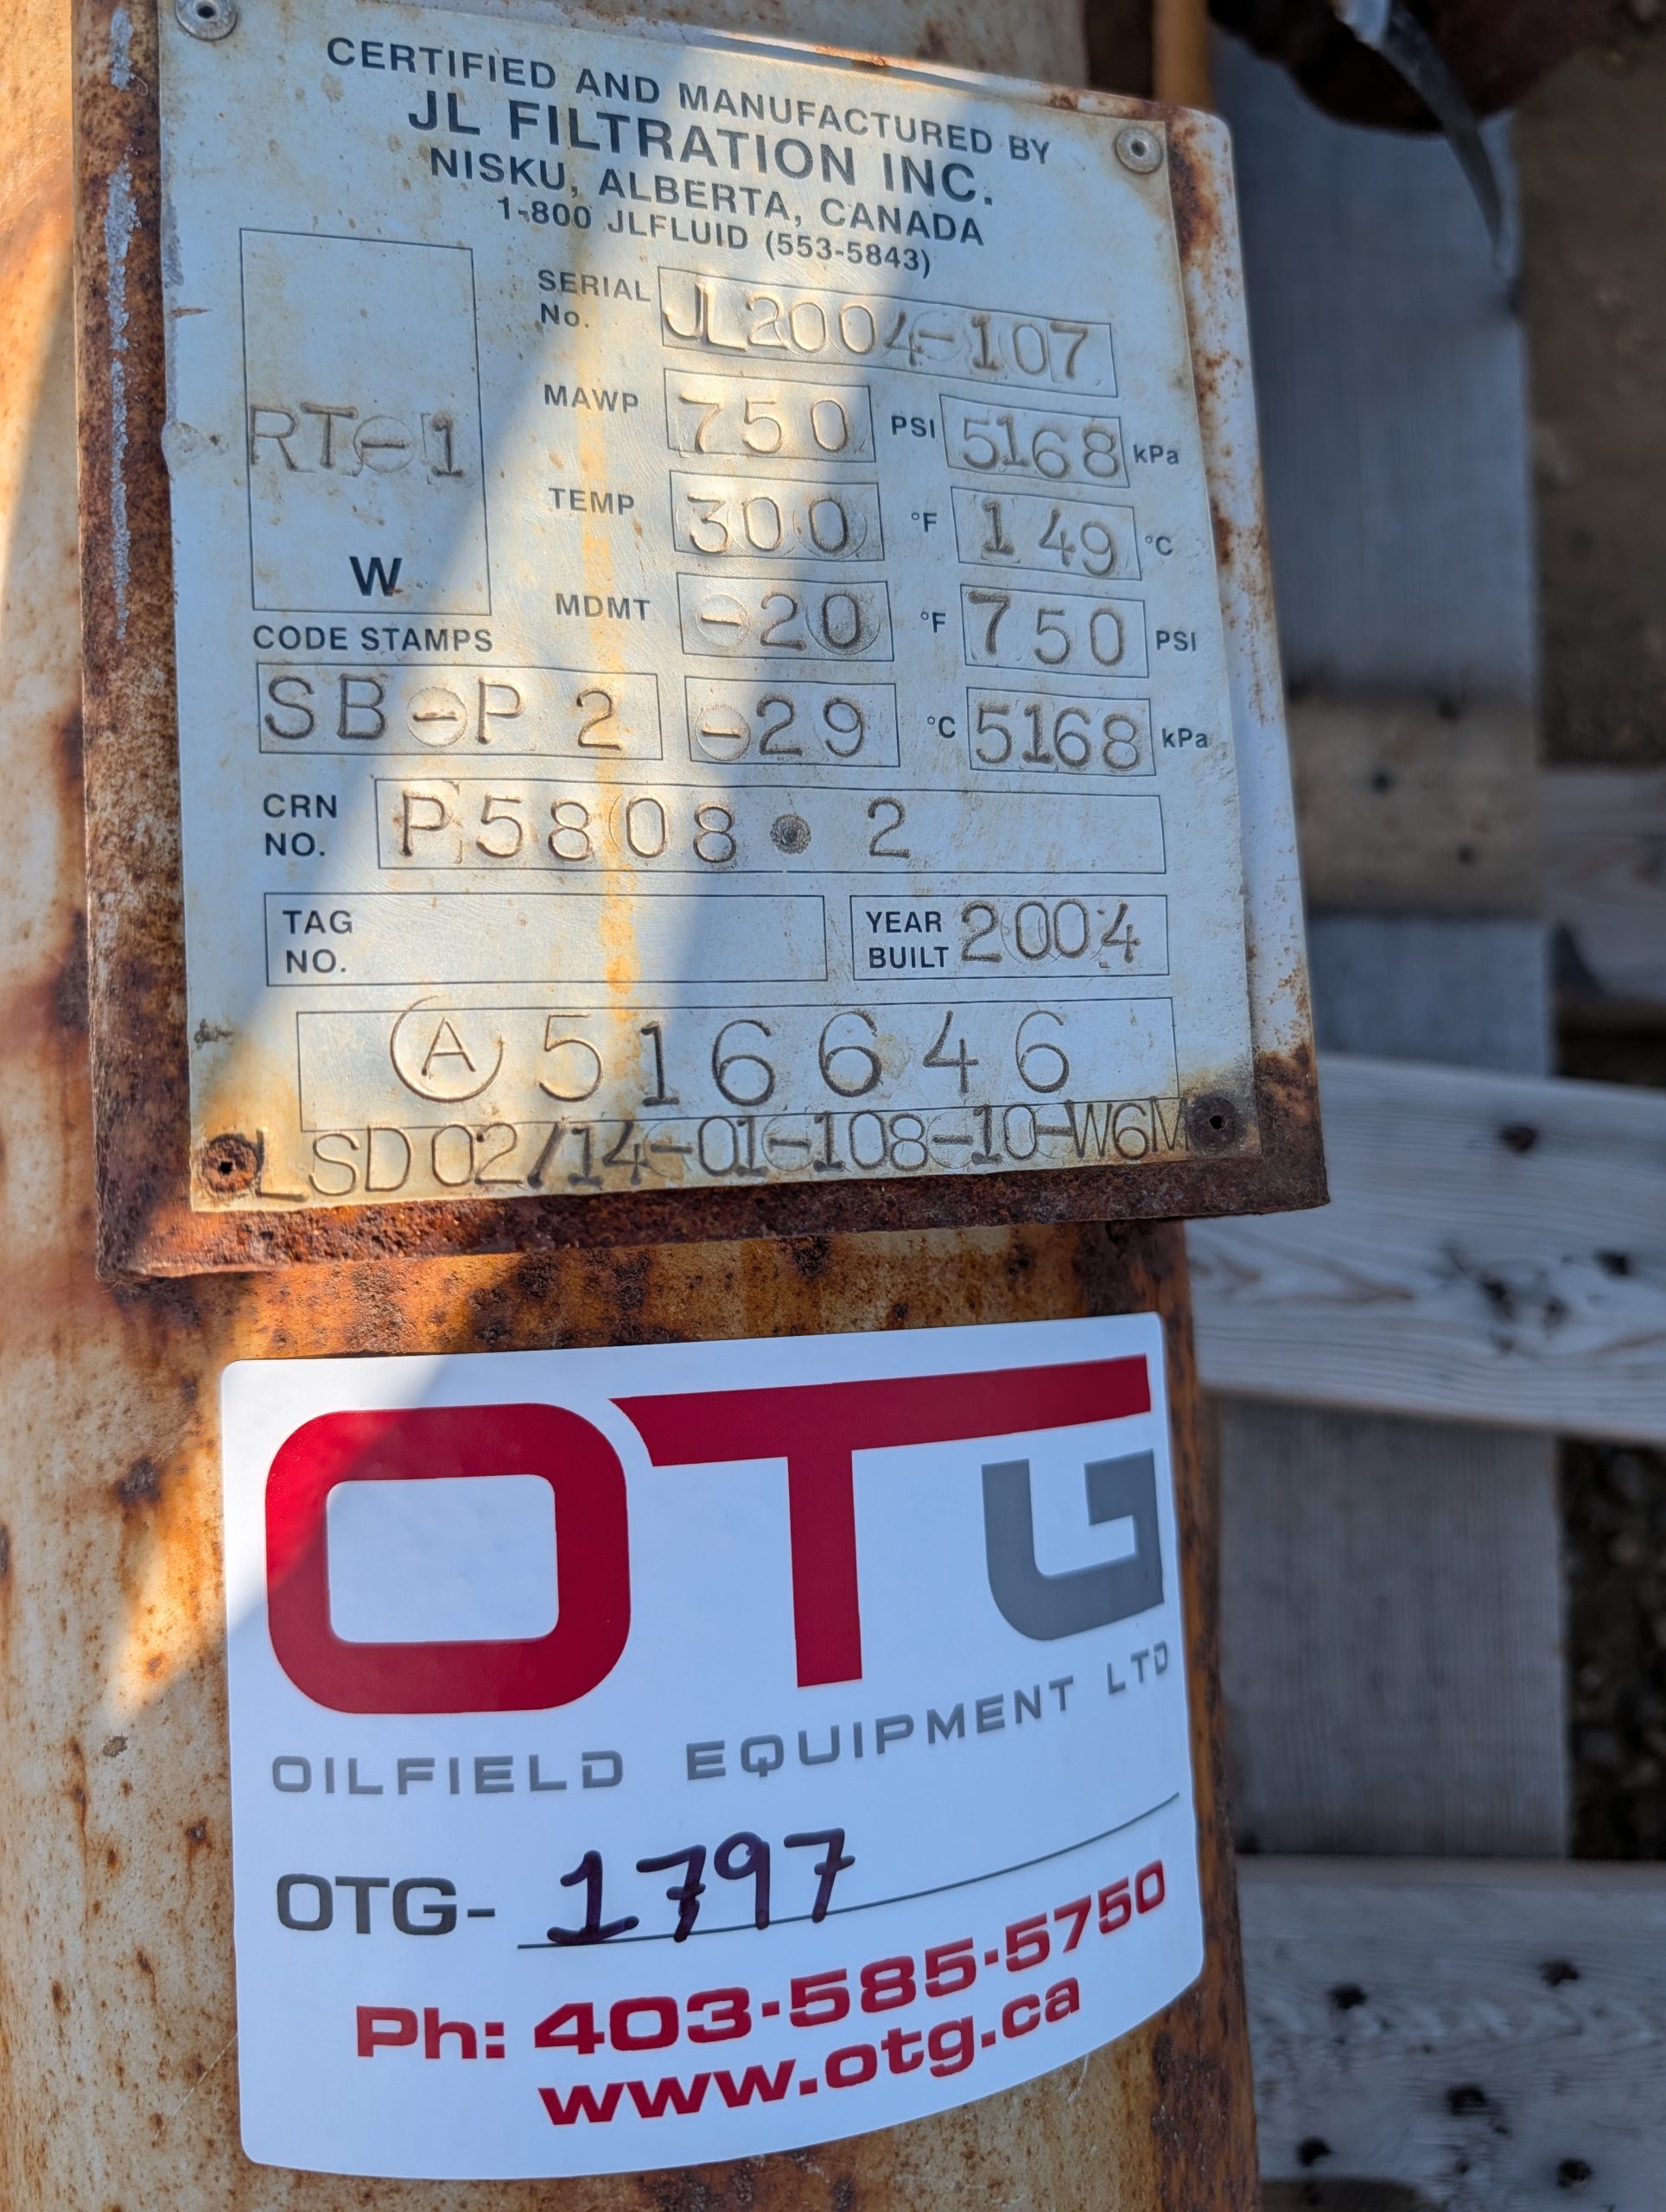 CERTIFIED AND MANUFACTURED BY
JL FILTRATION INC.
NISKU, ALBERTA, CANADA
1-800 JLFLUID (553-5843)
SERIAL No. JL2004-107
MAWP 750 PSI 5168 kPa
RT-1
TEMP 300 °F 149 °C
W
MDMT -20 °F 750 PSI
CODE STAMPS
SB-P 2 -29 °C 5168 kPa
CRN NO. P5808.2
TAG NO.
YEAR BUILT 2004
A 516646
LSD02/14-01-108-10-W6M
OTG
OILFIELD EQUIPMENT LTD
OTG- 1797
Ph: 403-585-5750
www.otg.ca